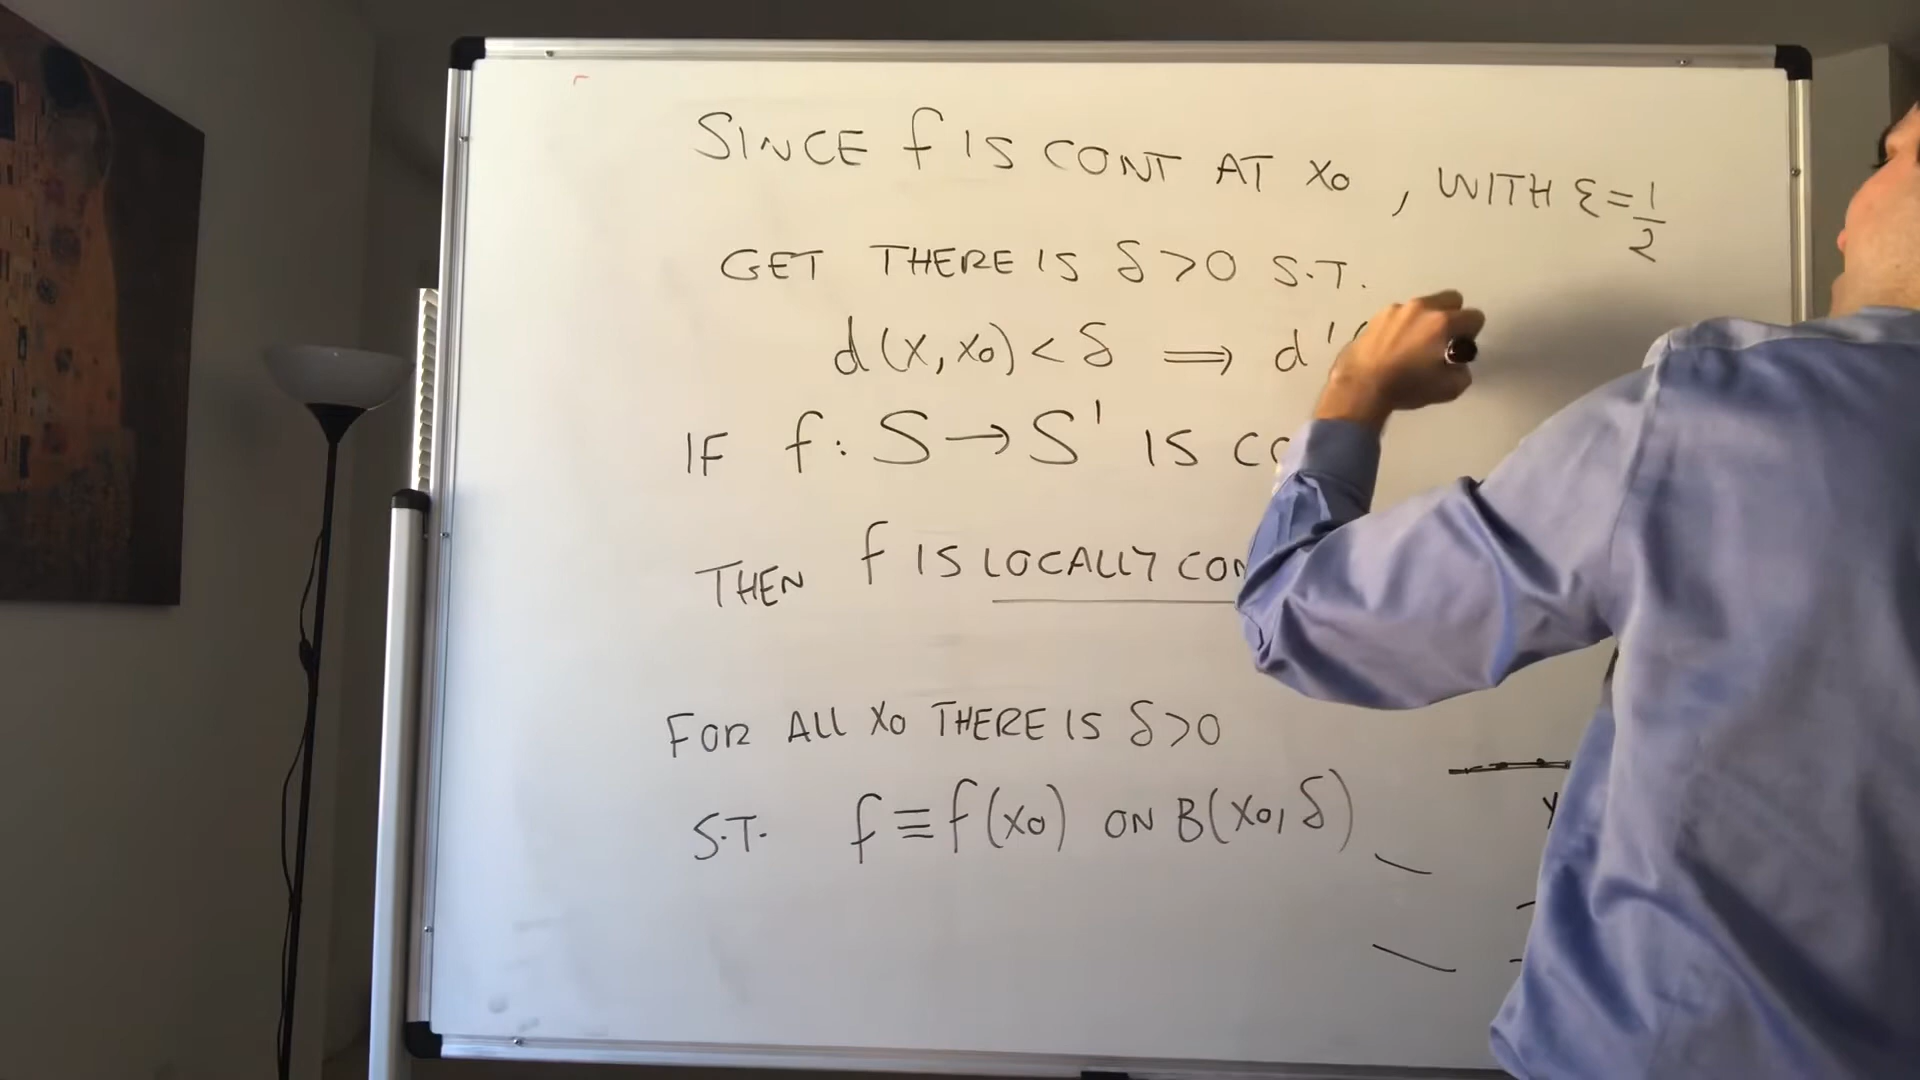 SINCE f IS CONT AT x₀, WITH ε=1/2
GET THERE IS δ>0 S.T.
d(x,x₀)<δ ⟹ d'(
IF f: S→S' IS CO
THEN f IS LOCALLY CON
FOR ALL x₀ THERE IS δ>0
S.T. f≡f(x₀) ON B(x₀,δ)